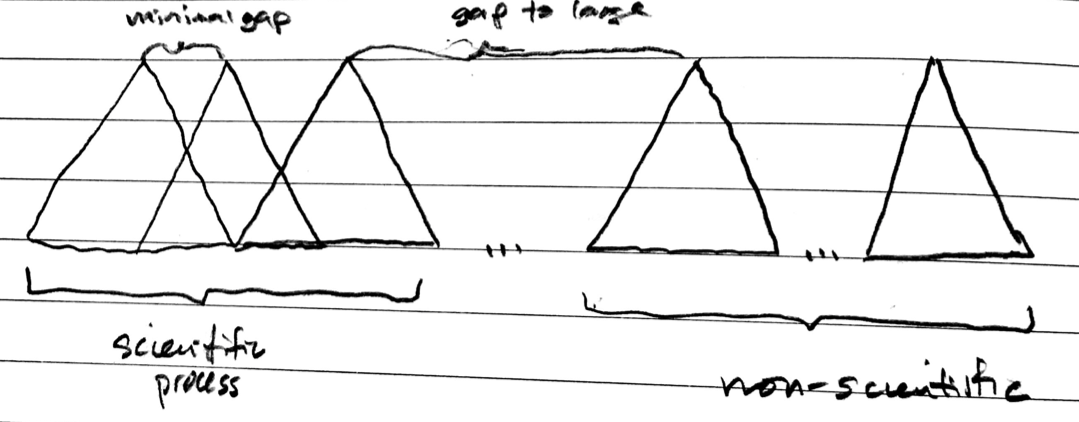 minimal gap
gap to large
...
...
scientific
process
non-scientific